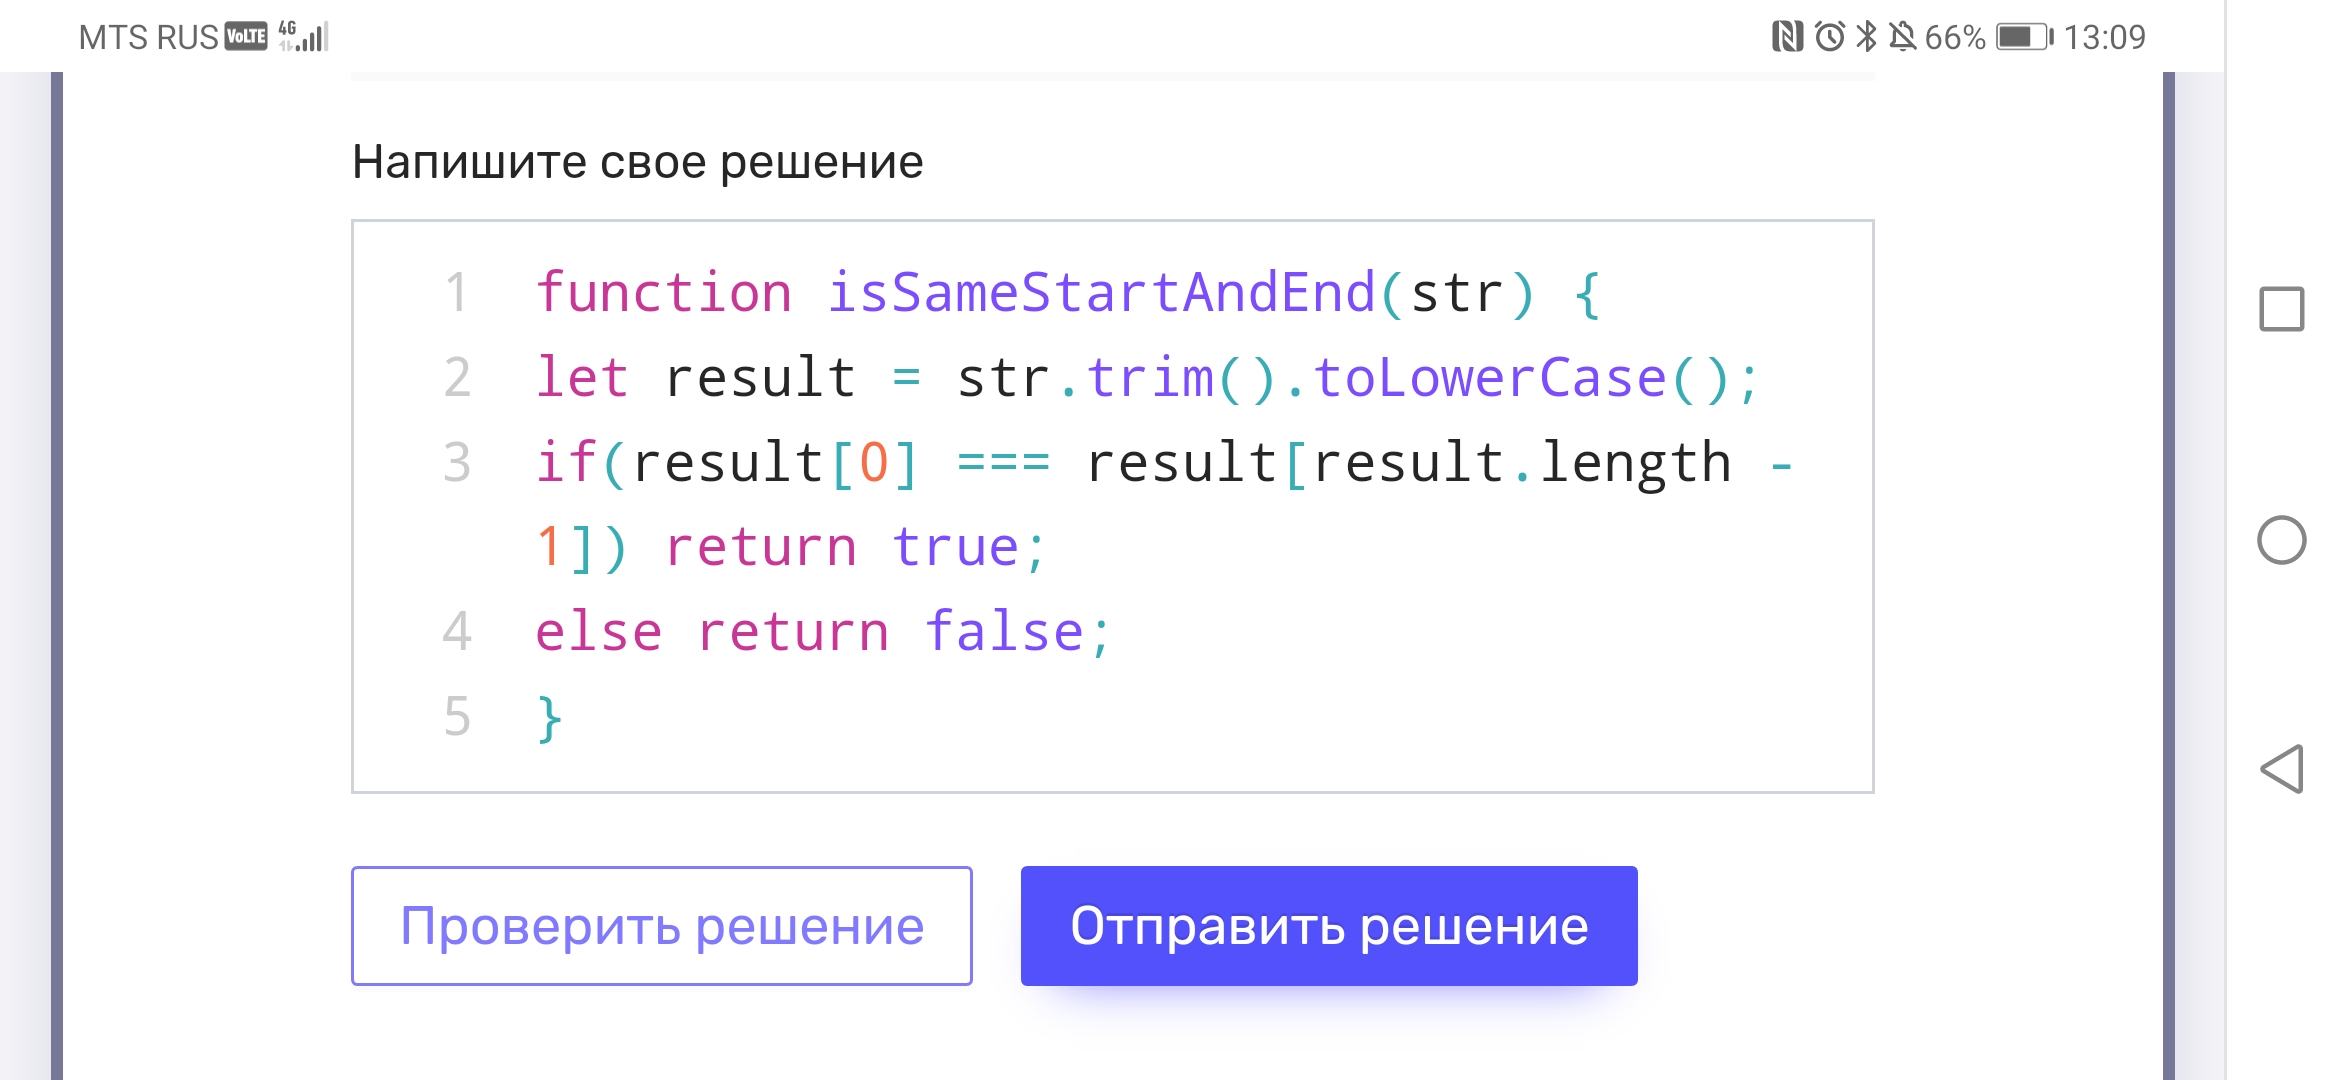 MTS RUS VoLTE 4G 66% 13:09
Напишите свое решение
1 function isSameStartAndEnd(str) {
2 let result = str.trim().toLowerCase();
3 if(result[0] === result[result.length -
1]) return true;
4 else return false;
5 }
Проверить решение Отправить решение